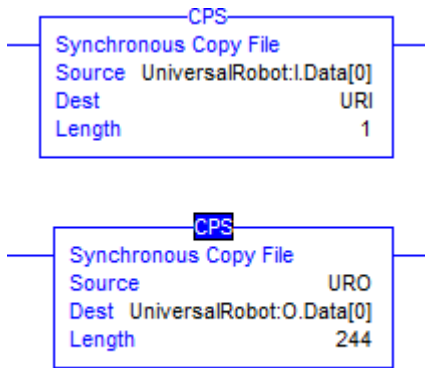 CPS
Synchronous Copy File
Source UniversalRobot:I.Data[0]
Dest URI
Length 1
CPS
Synchronous Copy File
Source URO
Dest UniversalRobot:O.Data[0]
Length 244